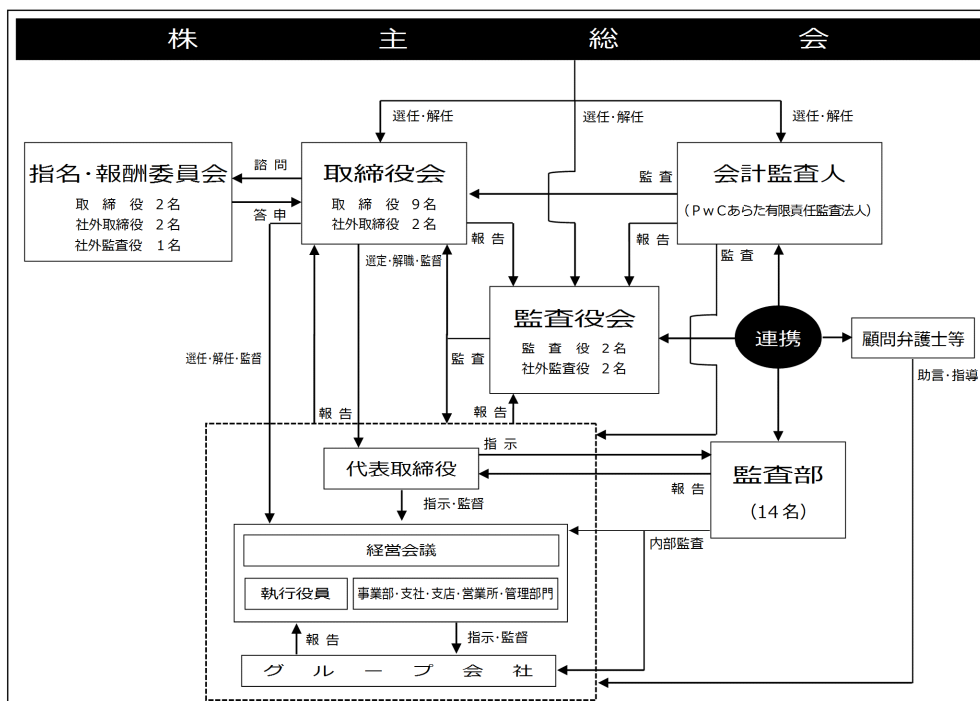 株主総会
選任・解任
選任・解任
選任・解任
指名・報酬委員会
取締役 2名
社外取締役 2名
社外監査役 1名
諮問
答申
取締役会
取締役 9名
社外取締役 2名
監査
会計監査人
（PwCあらた有限責任監査法人）
報告
報告
監査
選定・解職・監督
監査役会
監査役 2名
社外監査役 2名
連携
顧問弁護士等
選任・解任・監督
監査
助言・指導
報告
報告
代表取締役
指示
報告
監査部
（14名）
指示・監督
内部監査
経営会議
執行役員
事業部・支社・支店・営業所・管理部門
報告
指示・監督
グループ会社